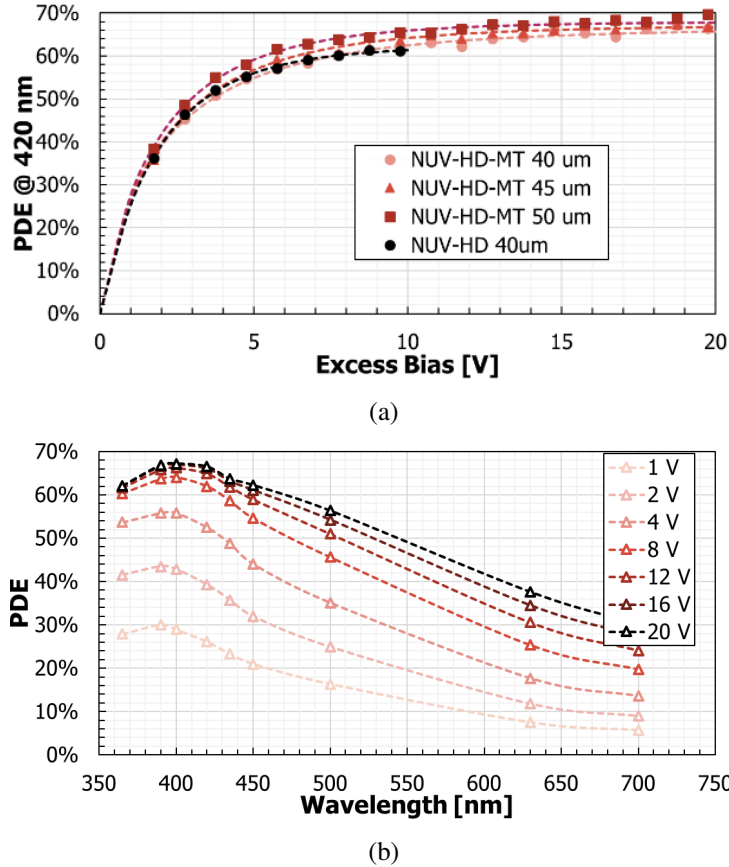 70%
60%
50%
40%
30%
20%
10%
0%
PDE @ 420 nm
NUV-HD-MT 40 um
NUV-HD-MT 45 um
NUV-HD-MT 50 um
NUV-HD 40um
0 5 10 15 20
Excess Bias [V]
(a)
70%
60%
50%
40%
30%
20%
10%
0%
PDE
1 V
2 V
4 V
8 V
12 V
16 V
20 V
350 400 450 500 550 600 650 700 750
Wavelength [nm]
(b)